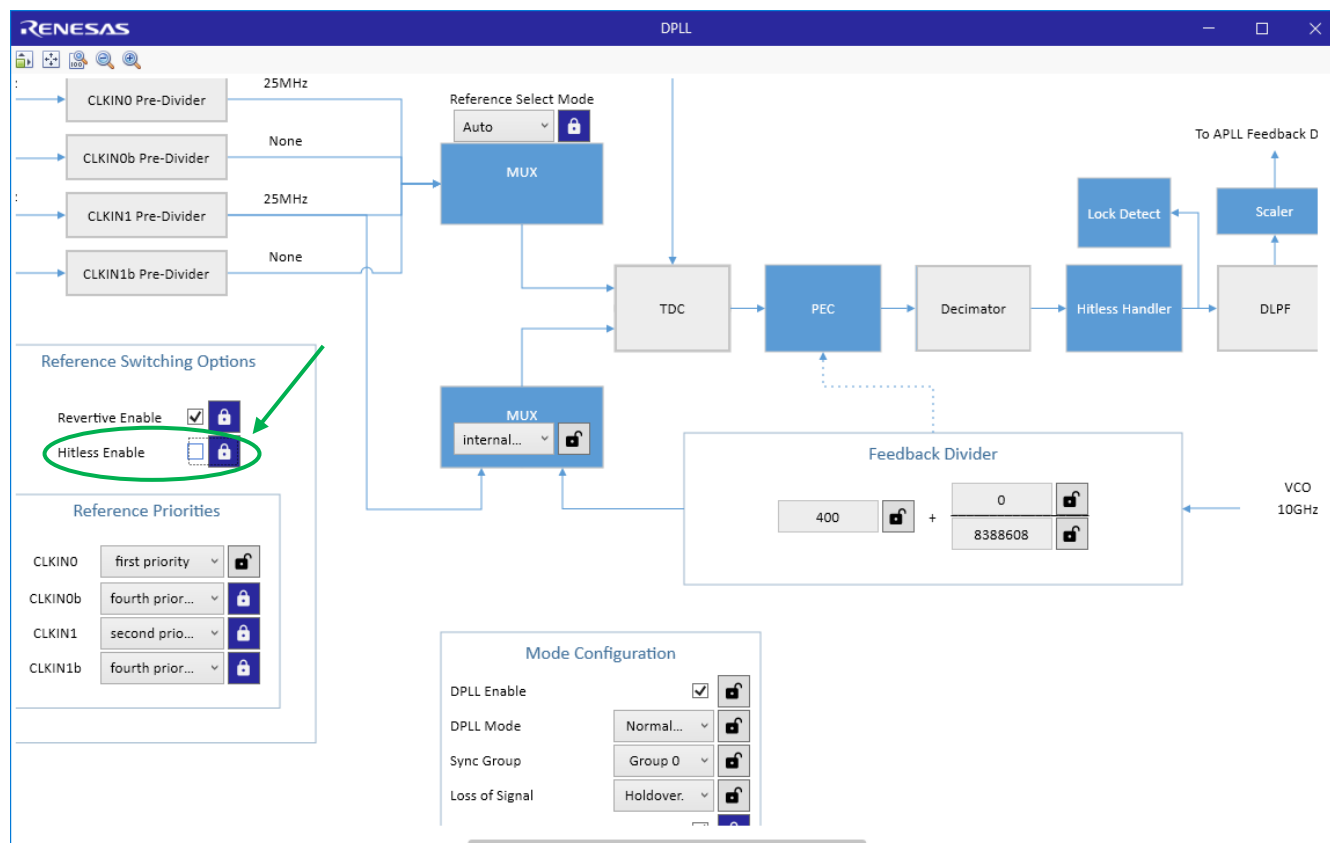 RENESAS
DPLL
100
CLKIN0 Pre-Divider
25MHz
CLKIN0b Pre-Divider
None
CLKIN1 Pre-Divider
25MHz
CLKIN1b Pre-Divider
None
Reference Select Mode
Auto
MUX
To APLL Feedback D
Lock Detect
Scaler
TDC
PEC
Decimator
Hitless Handler
DLPF
Reference Switching Options
Revertive Enable
Hitless Enable
MUX
internal...
Feedback Divider
400
+
0
8388608
VCO
10GHz
Reference Priorities
CLKIN0 first priority
CLKIN0b fourth prior...
CLKIN1 second prio...
CLKIN1b fourth prior...
Mode Configuration
DPLL Enable
DPLL Mode Normal...
Sync Group Group 0
Loss of Signal Holdover.